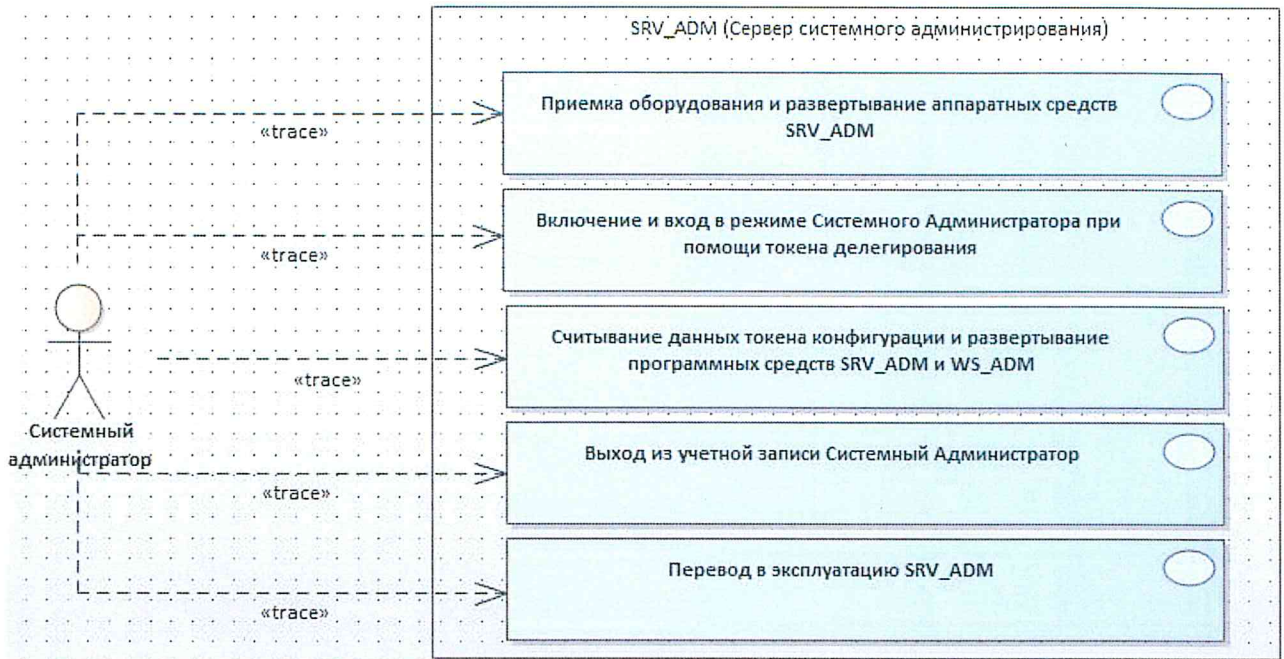 SRV_ADM (Сервер системного администрирования)
Приемка оборудования и развертывание аппаратных средств
SRV_ADM
«trace»
Включение и вход в режиме Системного Администратора при
помощи токена делегирования
«trace»
Считывание данных токена конфигурации и развертывание
программных средств SRV_ADM и WS_ADM
«trace»
Системный
администратор
Выход из учетной записи Системный Администратор
«trace»
Перевод в эксплуатацию SRV_ADM
«trace»